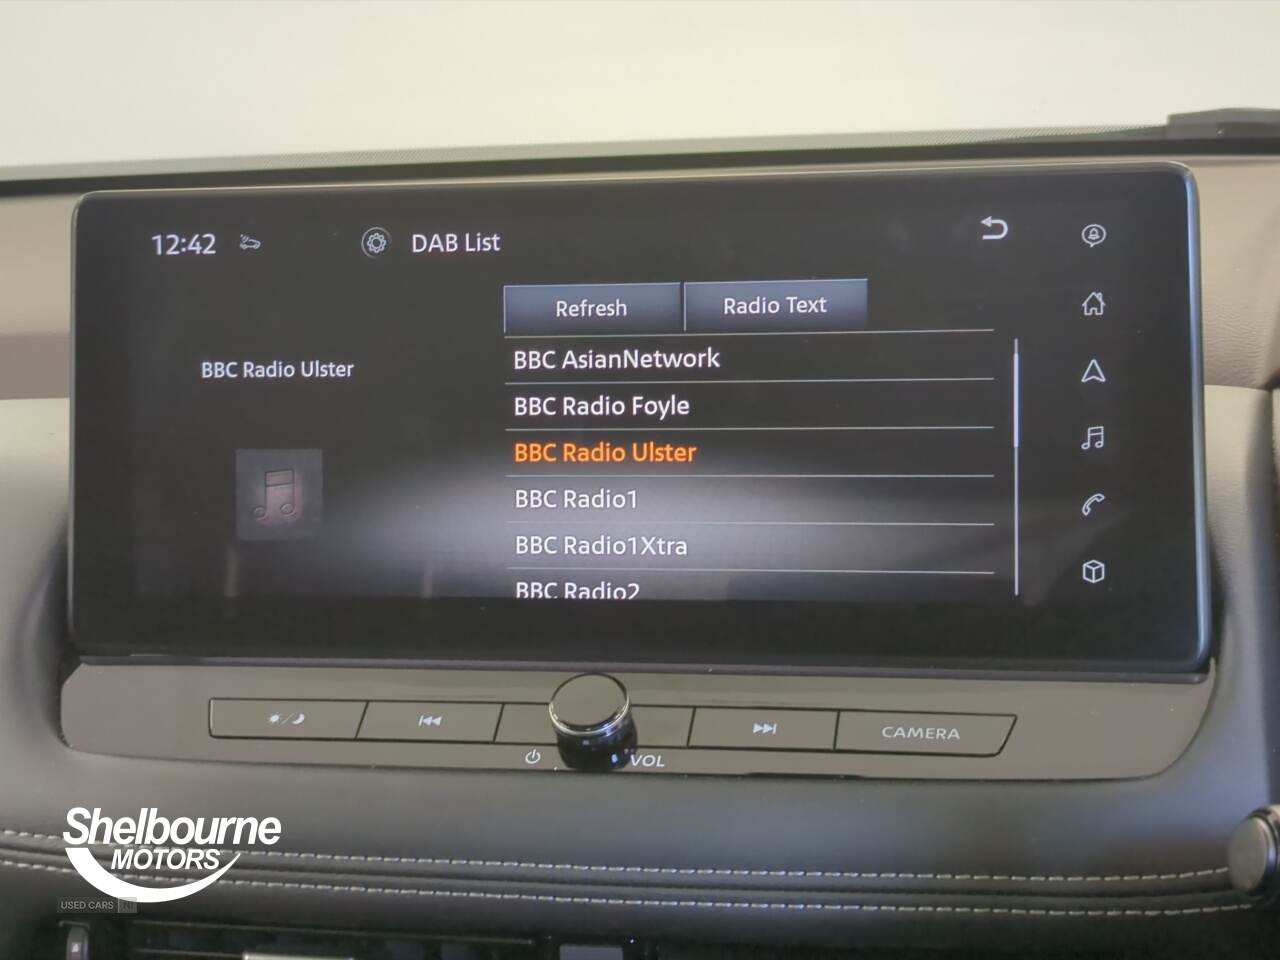 12:42
DAB List
Refresh
Radio Text
BBC Radio Ulster
BBC AsianNetwork
BBC Radio Foyle
BBC Radio Ulster
BBC Radio1
BBC Radio1Xtra
BBC Radio2
CAMERA
VOL
Shelbourne
MOTORS
USED CARS NI